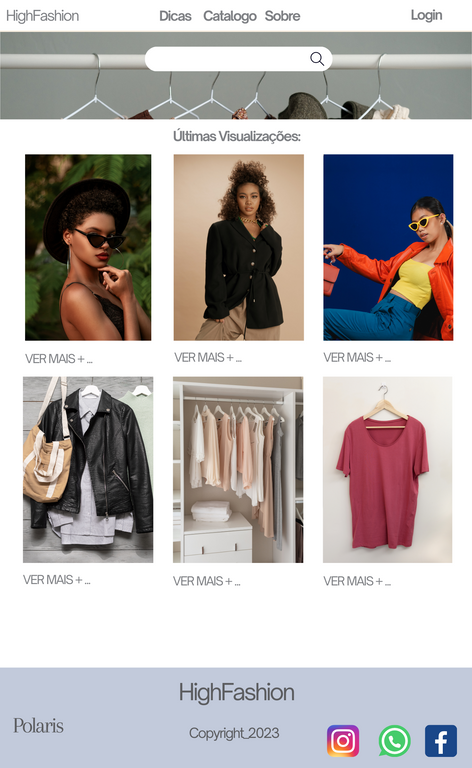 HighFashion
Dicas Catalogo Sobre
Login
Últimas Visualizações:
VER MAIS + ...
VER MAIS + ...
VER MAIS + ...
VER MAIS + ...
VER MAIS + ...
VER MAIS + ...
HighFashion
Polaris
Copyright_2023